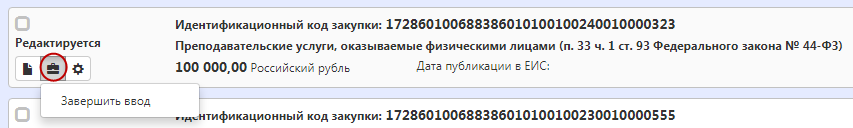 Идентификационный код закупки: 172860100688386010100100240010000323
Редактируется
Преподавательские услуги, оказываемые физическими лицами (п. 33 ч. 1 ст. 93 Федерального закона № 44-ФЗ)
100 000,00 Российский рубль
Дата публикации в ЕИС:
Завершить ввод
Идентификационный код закупки: 172860100688386010100100230010000555